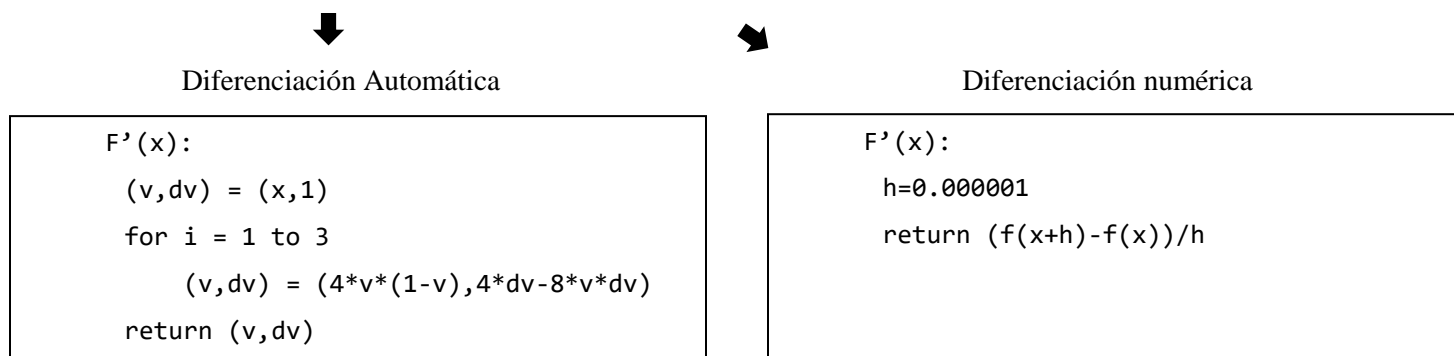 Diferenciación Automática
F’(x):
(v,dv) = (x,1)
for i = 1 to 3
(v,dv) = (4*v*(1-v),4*dv-8*v*dv)
return (v,dv)
Diferenciación numérica
F’(x):
h=0.000001
return (f(x+h)-f(x))/h